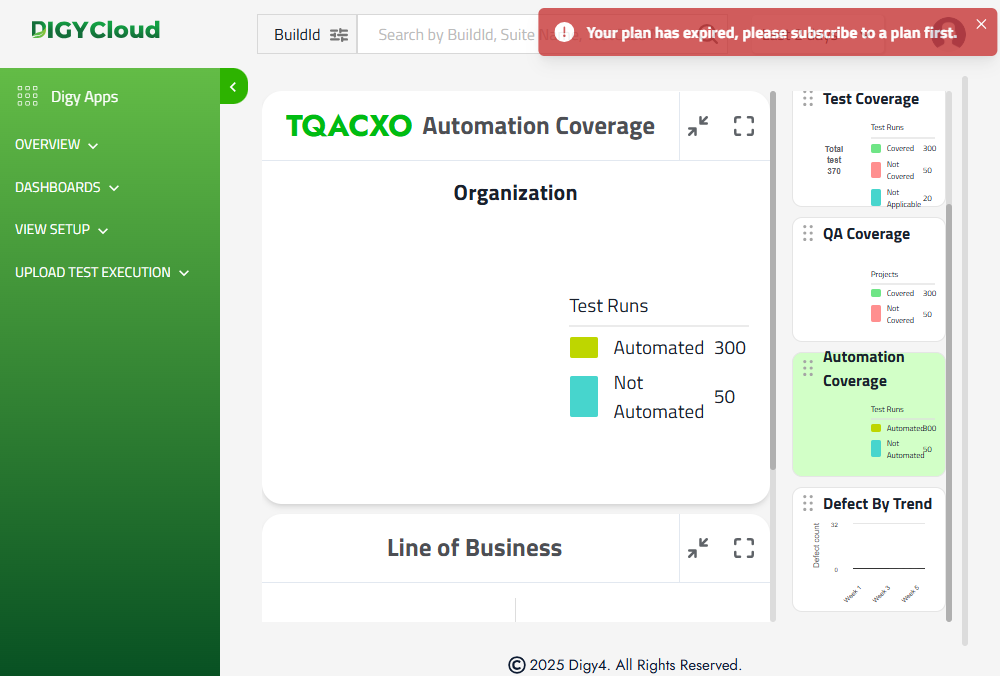 DIGYCloud
BuildId
Search by BuildId, Suite Name,
Your plan has expired, please subscribe to a plan first.
Digy Apps
OVERVIEW
DASHBOARDS
VIEW SETUP
UPLOAD TEST EXECUTION
TQACXO Automation Coverage
Organization
Test Runs
Automated 300
Not Automated 50
Line of Business
Test Coverage
Test Runs
Total
test
370
Covered 300
Not
Covered 50
Not
Applicable 20
QA Coverage
Projects
Covered 300
Not
Covered 50
Automation
Coverage
Test Runs
Automated 300
Not
Automated 50
Defect By Trend
Defect count
32
0
Week 1
Week 3
Week 5
© 2025 Digy4. All Rights Reserved.